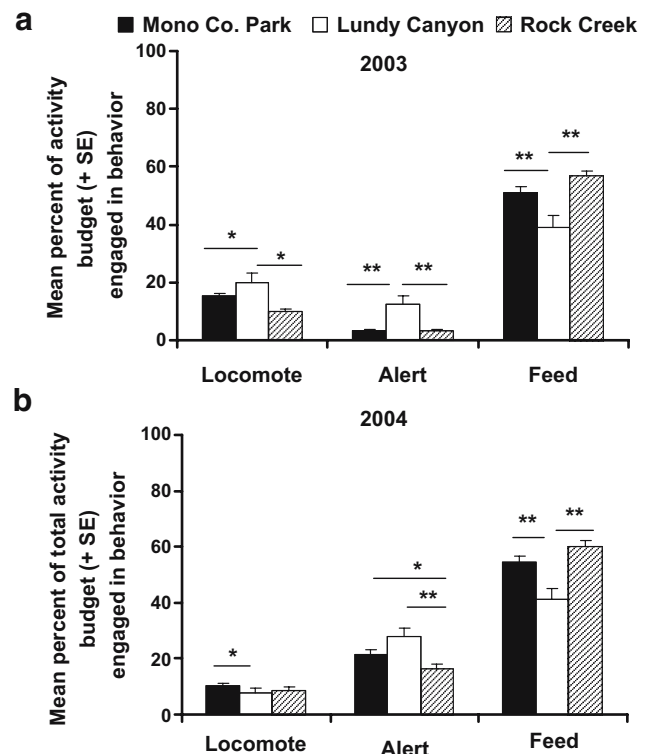 a
Mono Co. Park Lundy Canyon Rock Creek
2003
Mean percent of activity
budget (+ SE)
engaged in behavior
100
80
60
40
20
0
* * ** ** ** **
Locomote Alert Feed
b
2004
Mean percent of total activity
budget (+ SE)
engaged in behavior
100
80
60
40
20
0
* * ** ** **
Locomote Alert Feed